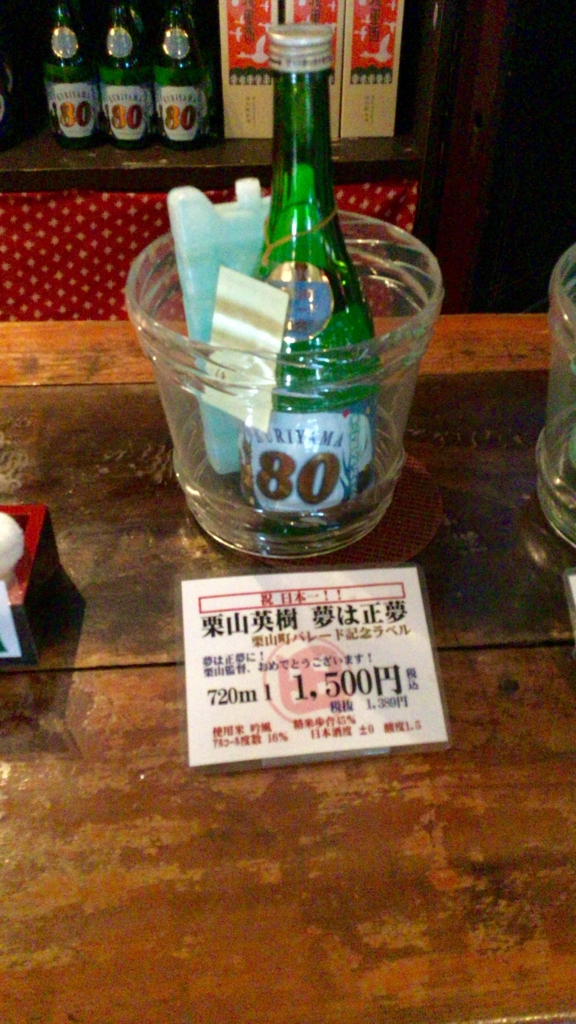 80
80
80
KURIYAMA
80
祝 日本一!!
栗山英樹 夢は正夢
栗山町パレード記念ラベル
夢は正夢に!
栗山監督、おめでとうございます!
720ml 1,500円 税込
税抜 1,389円
使用米 吟風 精米歩合45%
アルコール度数 16% 日本酒度 ±0 酸度1.5